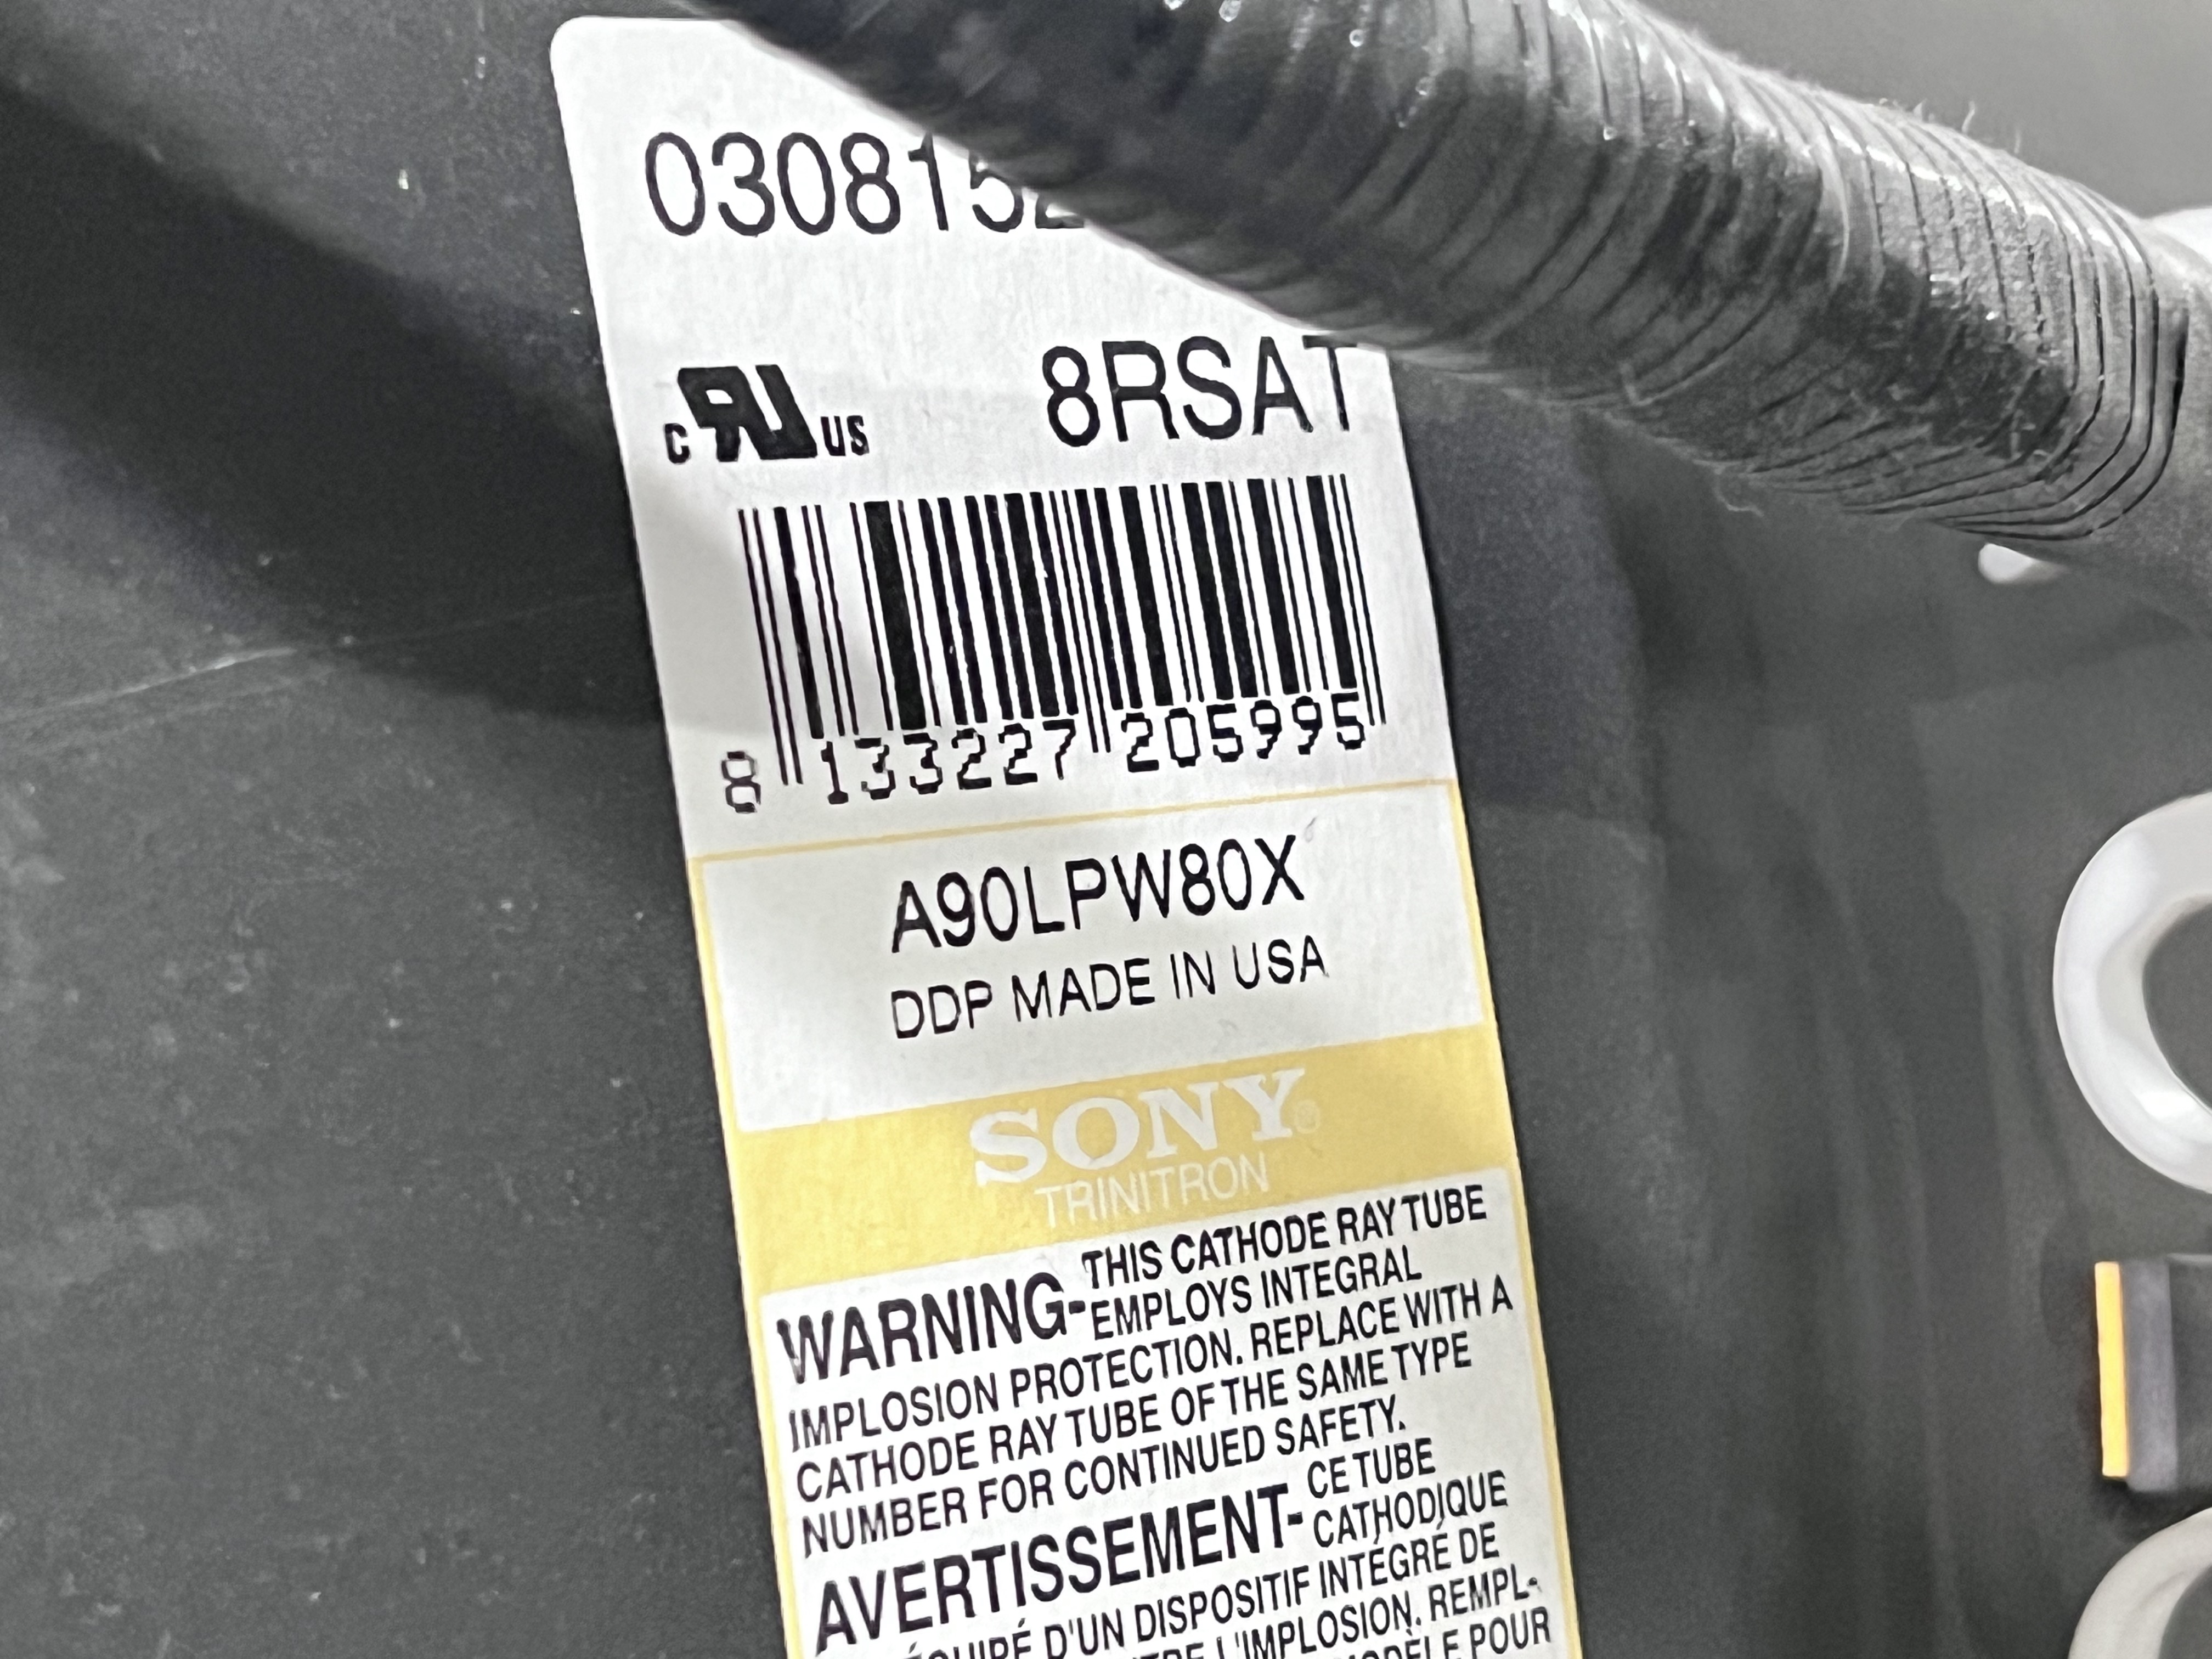 030815
c RU US 8RSAT
8 133227 205995
A90LPW80X
DDP MADE IN USA
SONY®
TRINITRON
WARNING- THIS CATHODE RAY TUBE
EMPLOYS INTEGRAL
IMPLOSION PROTECTION. REPLACE WITH A
CATHODE RAY TUBE OF THE SAME TYPE
NUMBER FOR CONTINUED SAFETY.
AVERTISSEMENT- CE TUBE
CATHODIQUE
D'UN DISPOSITIF INTÉGRÉ DE
L'IMPLOSION. REMPL-
POUR